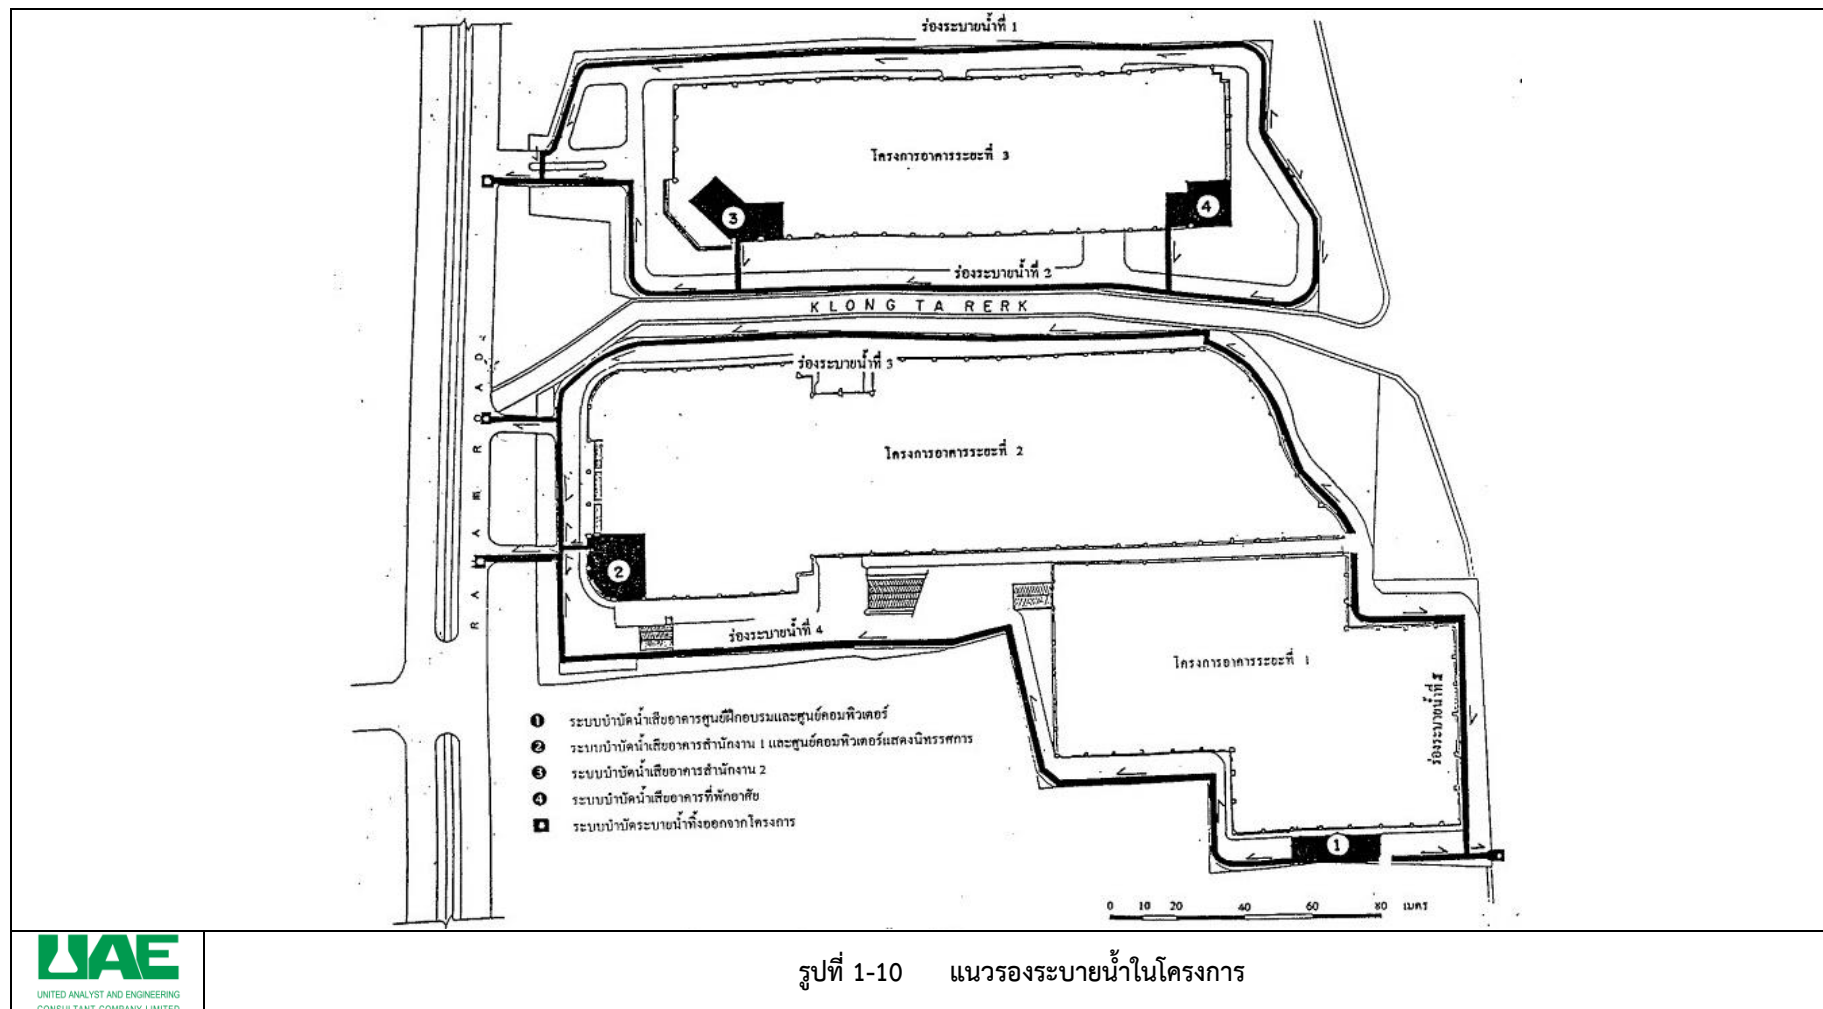 ร่องระบายน้ำที่ 1
โครงการอาคารระยะที่ 3
3
4
ร่องระบายน้ำที่ 2
KLONG TA RERK
ร่องระบายน้ำที่ 3
โครงการอาคารระยะที่ 2
RAMA III ROAD
2
ร่องระบายน้ำที่ 4
โครงการอาคารระยะที่ 1
ร่องระบายน้ำที่ 5
1
1 ระบบบำบัดน้ำเสียอาคารศูนย์ฝึกอบรมและศูนย์คอมพิวเตอร์
2 ระบบบำบัดน้ำเสียอาคารสำนักงาน 1 และศูนย์คอมพิวเตอร์แสดงนิทรรศการ
3 ระบบบำบัดน้ำเสียอาคารสำนักงาน 2
4 ระบบบำบัดน้ำเสียอาคารที่พักอาศัย
ระบบบำบัดระบายน้ำทิ้งออกจากโครงการ
0 10 20 40 60 80 เมตร
UAE
UNITED ANALYST AND ENGINEERING
CONSULTANT COMPANY LIMITED
รูปที่ 1-10 แนวรองระบายน้ำในโครงการ